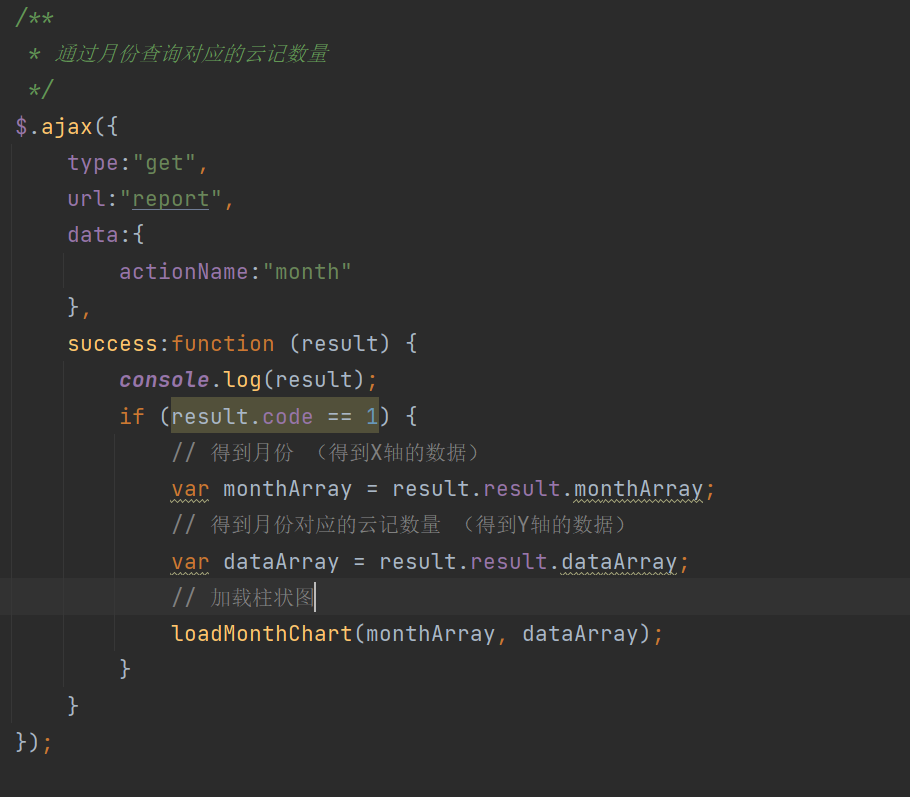 /**
 * 通过月份查询对应的云记数量
 */
$.ajax({
    type:"get",
    url:"report",
    data:{
        actionName:"month"
    },
    success:function (result) {
        console.log(result);
        if (result.code == 1) {
            // 得到月份 （得到X轴的数据）
            var monthArray = result.result.monthArray;
            // 得到月份对应的云记数量 （得到Y轴的数据）
            var dataArray = result.result.dataArray;
            // 加载柱状图
            loadMonthChart(monthArray, dataArray);
        }
    }
});